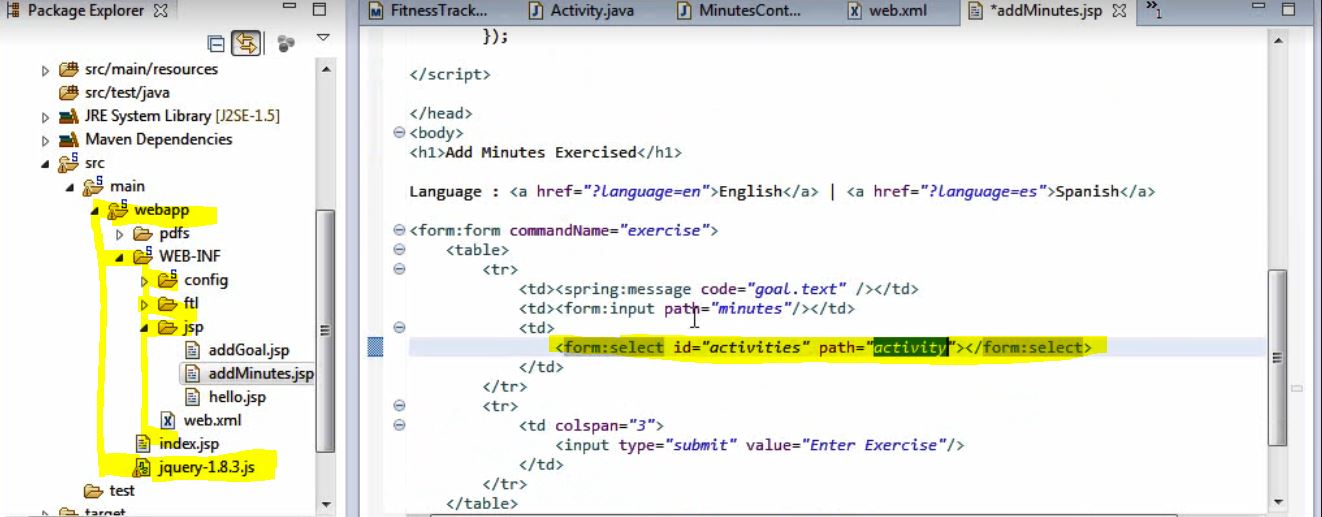 Package Explorer
src/main/resources
src/test/java
JRE System Library [J2SE-1.5]
Maven Dependencies
src
main
webapp
pdfs
WEB-INF
config
ftl
jsp
addGoal.jsp
addMinutes.jsp
hello.jsp
web.xml
index.jsp
jquery-1.8.3.js
test
target
FitnessTrack... Activity.java MinutesCont... web.xml *addMinutes.jsp »1
});
</script>
</head>
<body>
<h1>Add Minutes Exercised</h1>
Language : <a href="?language=en">English</a> | <a href="?language=es">Spanish</a>
<form:form commandName="exercise">
<table>
<tr>
<td><spring:message code="goal.text" /></td>
<td><form:input path="minutes"/></td>
<td>
<form:select id="activities" path="activity"></form:select>
</td>
</tr>
<tr>
<td colspan="3">
<input type="submit" value="Enter Exercise"/>
</td>
</tr>
</table>